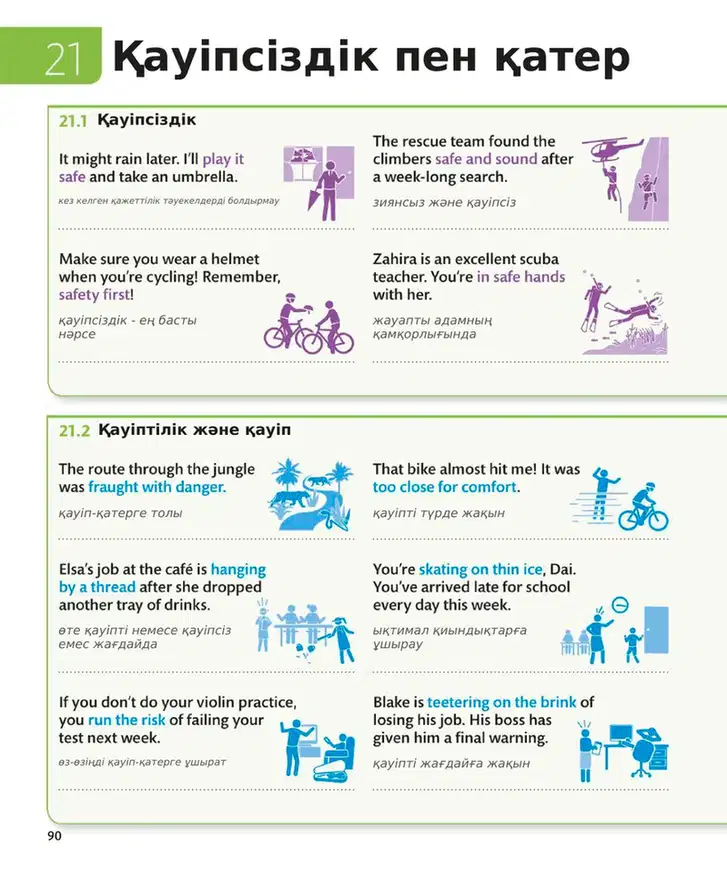 21 Қауіпсіздік пен қатер
21.1 Қауіпсіздік
It might rain later. I'll play it
safe and take an umbrella.
кез келген қажеттілік тәуекелдерді болдырмау
The rescue team found the
climbers safe and sound after
a week-long search.
зиянсыз және қауіпсіз
Make sure you wear a helmet
when you're cycling! Remember,
safety first!
қауіпсіздік - ең басты
нәрсе
Zahira is an excellent scuba
teacher. You're in safe hands
with her.
жауапты адамның
қамқорлығында
21.2 Қауіптілік және қауіп
The route through the jungle
was fraught with danger.
қауіп-қатерге толы
That bike almost hit me! It was
too close for comfort.
қауіпті түрде жақын
Elsa's job at the café is hanging
by a thread after she dropped
another tray of drinks.
өте қауіпті немесе қауіпсіз
емес жағдайда
You're skating on thin ice, Dai.
You've arrived late for school
every day this week.
ықтимал қиындықтарға
ұшырау
If you don't do your violin practice,
you run the risk of failing your
test next week.
өз-өзіңді қауіп-қатерге ұшырат
Blake is teetering on the brink of
losing his job. His boss has
given him a final warning.
қауіпті жағдайға жақын
90